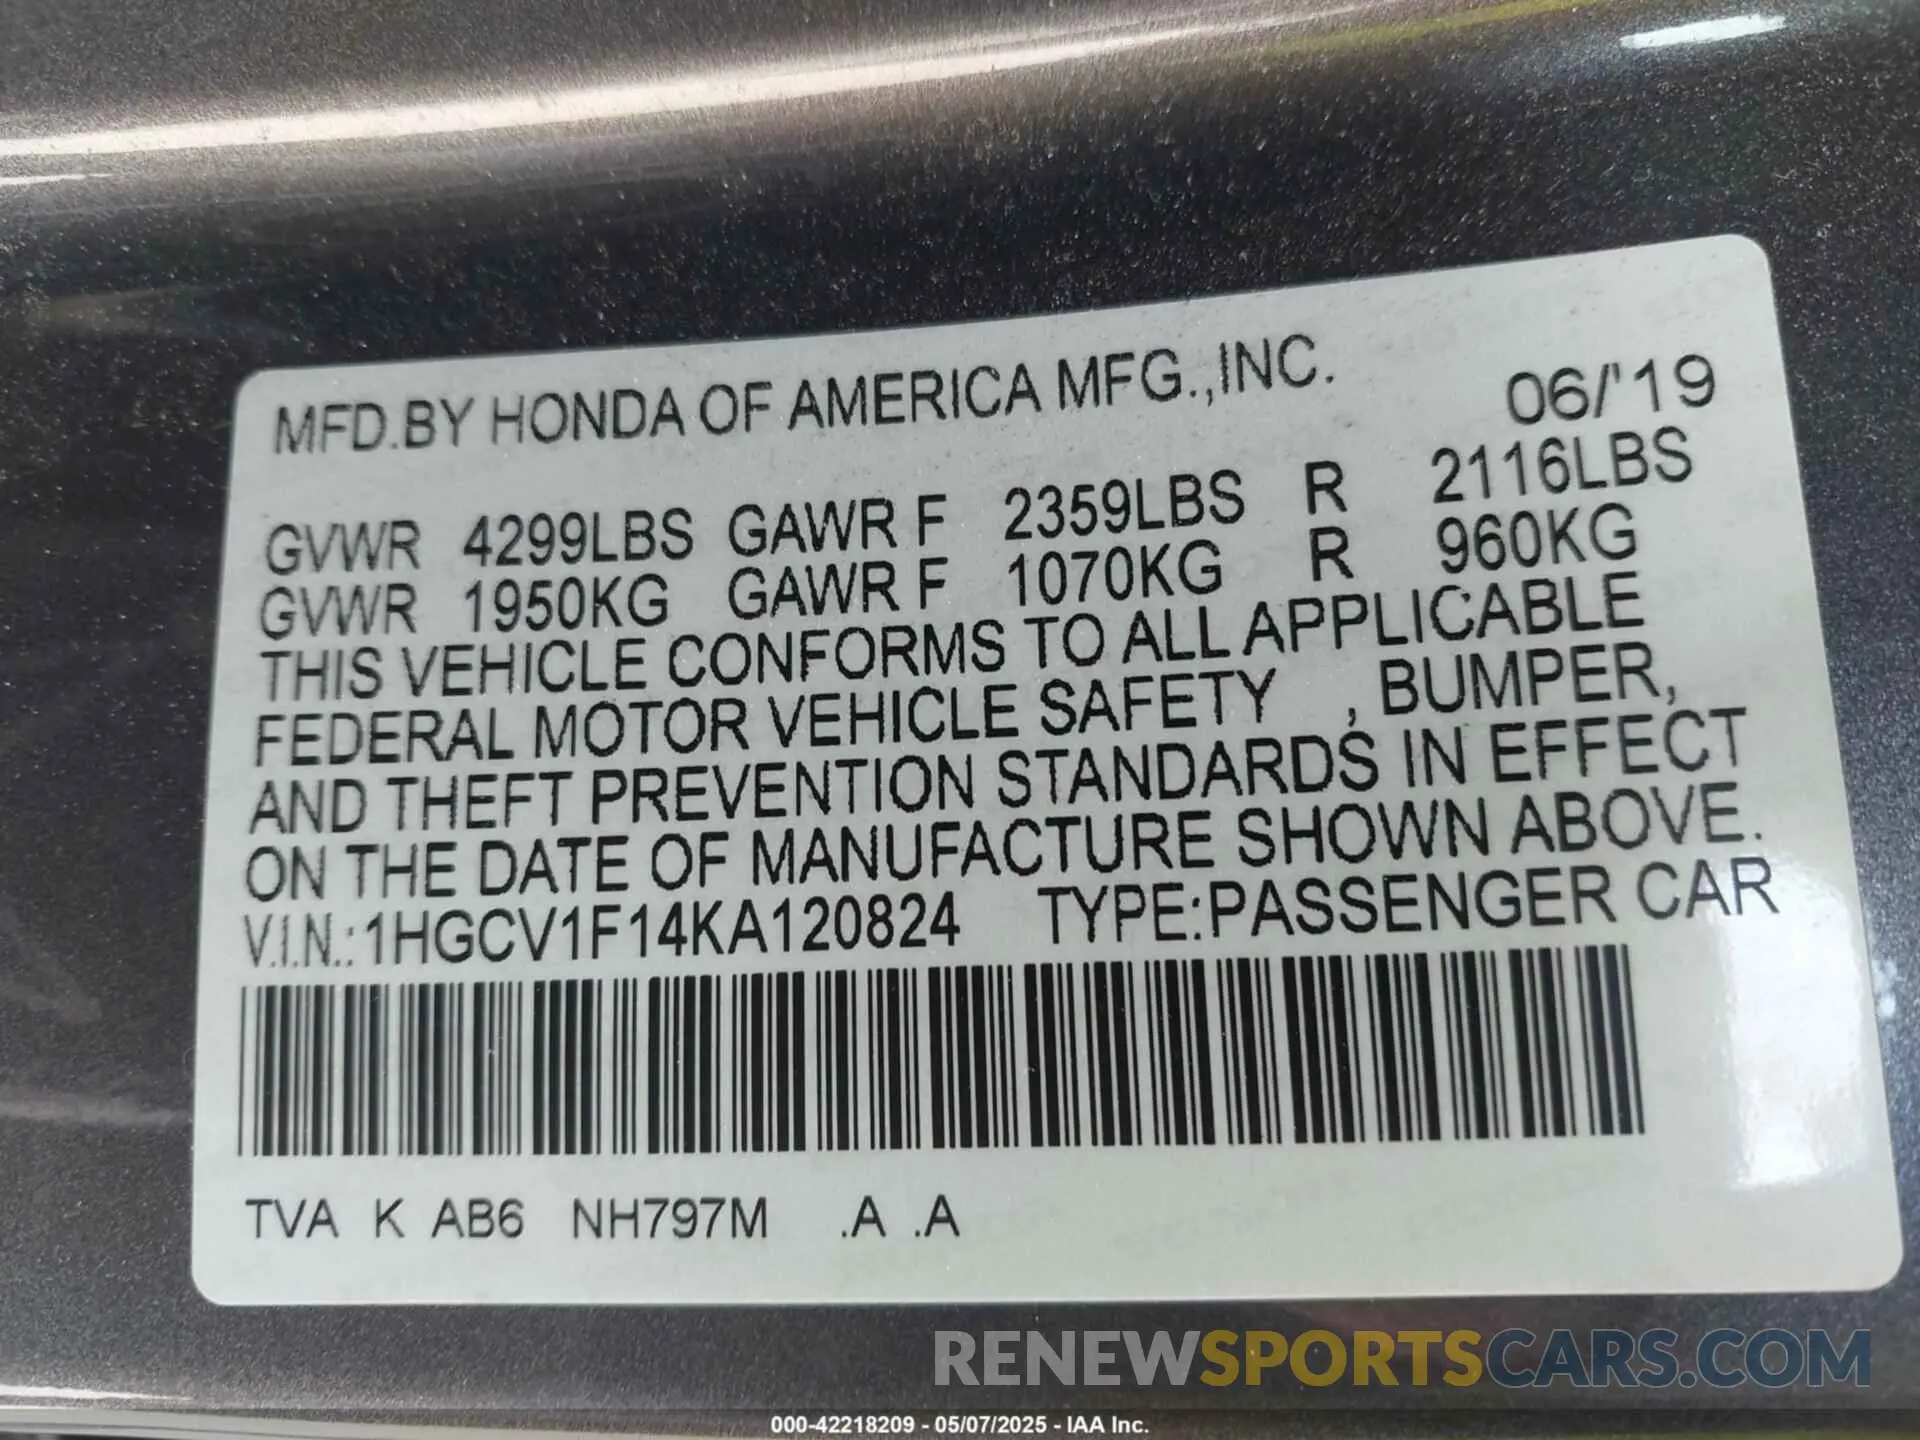 MFD.BY HONDA OF AMERICA MFG.,INC. 06/'19
GVWR 4299LBS GAWR F 2359LBS R 2116LBS
GVWR 1950KG GAWR F 1070KG R 960KG
THIS VEHICLE CONFORMS TO ALL APPLICABLE
FEDERAL MOTOR VEHICLE SAFETY , BUMPER,
AND THEFT PREVENTION STANDARDS IN EFFECT
ON THE DATE OF MANUFACTURE SHOWN ABOVE.
V.I.N.:1HGCV1F14KA120824 TYPE:PASSENGER CAR
TVA K AB6 NH797M .A .A
RENEWSPORTSCARS.COM
000-42218209 - 05/07/2025 - IAA Inc.